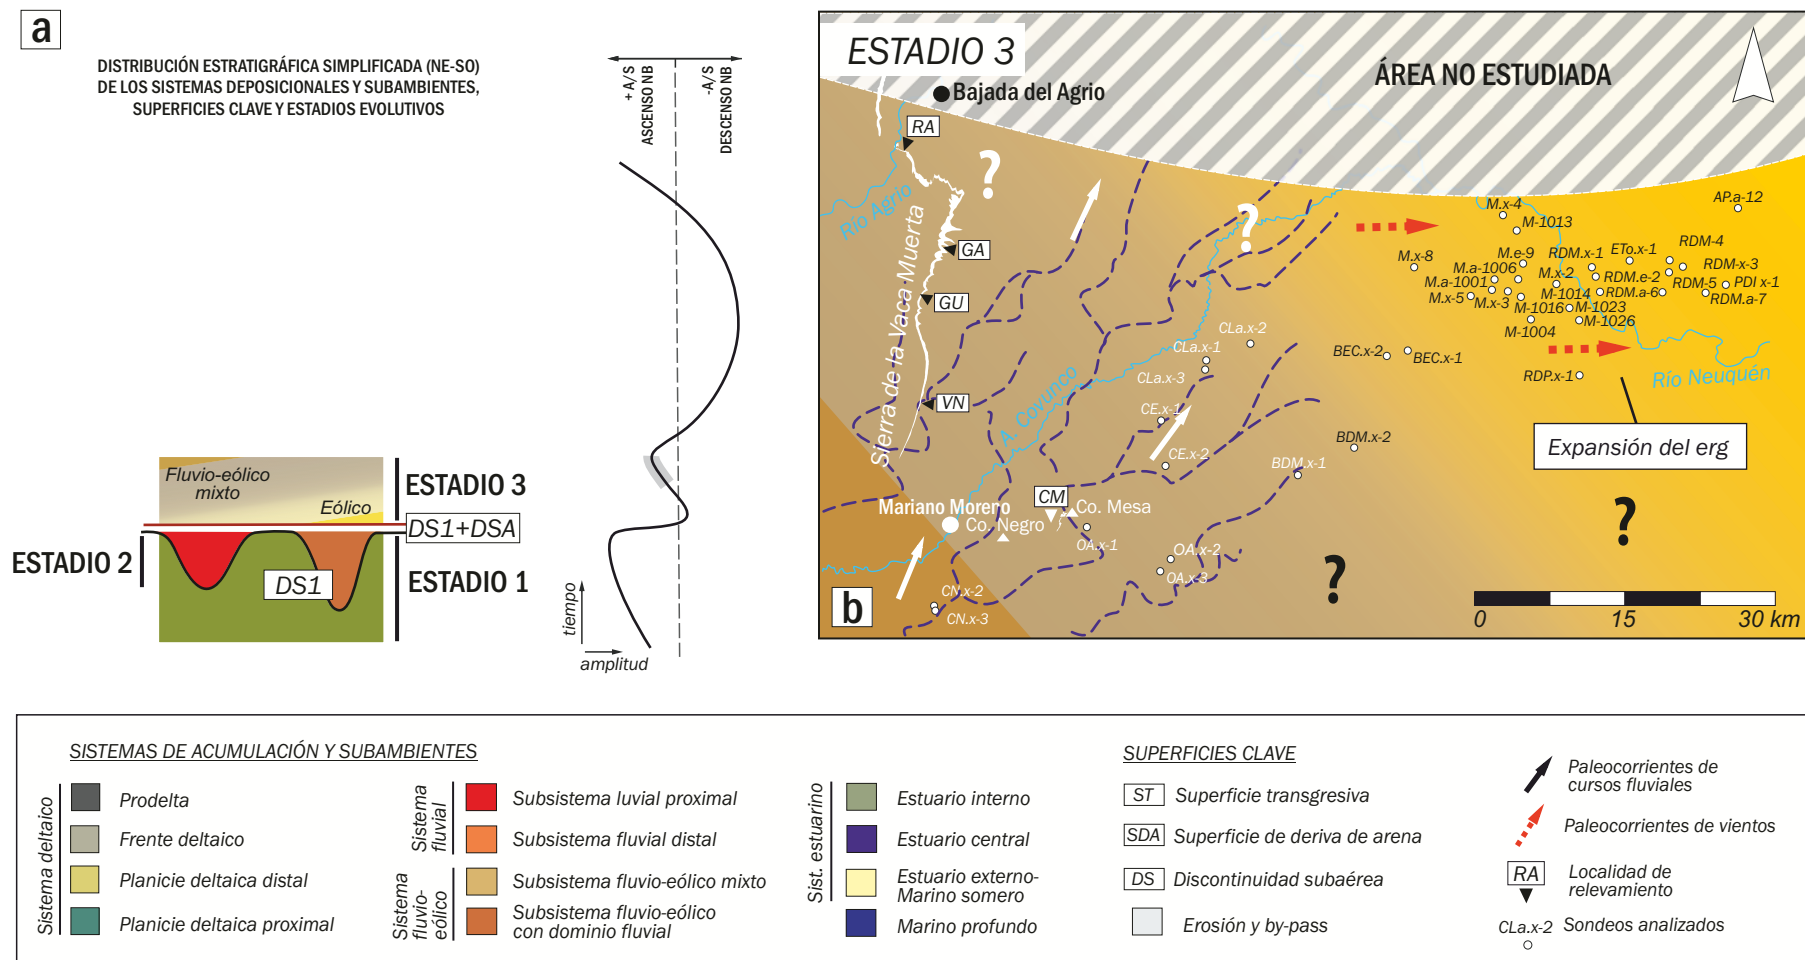 a
DISTRIBUCIÓN ESTRATIGRÁFICA SIMPLIFICADA (NE-SO)
DE LOS SISTEMAS DEPOSICIONALES Y SUBAMBIENTES,
SUPERFICIES CLAVE Y ESTADIOS EVOLUTIVOS
+ A/S
ASCENSO NB
-A/S
DESCENSO NB
Fluvio-eólico
mixto
Eólico
ESTADIO 3
DS1+DSA
ESTADIO 2
DS1
ESTADIO 1
tiempo
amplitud
ESTADIO 3
ÁREA NO ESTUDIADA
Bajada del Agrio
RA
?
Río Agrio
Sierra de la Vaca Muerta
GA
GU
VN
?
A. Covunco
M.x-4
M-1013
AP.a-12
M.x-8
M.e-9
RDM.x-1
ETo.x-1
RDM-4
M.a-1006
M.x-2
RDM.e-2
RDM-x-3
M.a-1001
RDM-5
PDI x-1
M.x-5
M.x-3
M-1014
RDM.a-6
RDM.a-7
M-1016
M-1023
M-1004
M-1026
CLa.x-2
CLa.x-1
CLa.x-3
BEC.x-2
BEC.x-1
RDP.x-1
Río Neuquén
CE.x-1
CE.x-2
BDM.x-2
BDM.x-1
Expansión del erg
Mariano Moreno
CM
Co. Mesa
Co. Negro
OA.x-1
OA.x-2
OA.x-3
?
?
CN.x-2
CN.x-3
b
0 15 30 km
SISTEMAS DE ACUMULACIÓN Y SUBAMBIENTES
Sistema deltaico
Prodelta
Frente deltaico
Planicie deltaica distal
Planicie deltaica proximal
Sistema
fluvial
Subsistema luvial proximal
Subsistema fluvial distal
Sistema
fluvio-
eólico
Subsistema fluvio-eólico mixto
Subsistema fluvio-eólico
con dominio fluvial
Sist. estuarino
Estuario interno
Estuario central
Estuario externo-
Marino somero
Marino profundo
SUPERFICIES CLAVE
ST Superficie transgresiva
SDA Superficie de deriva de arena
DS Discontinuidad subaérea
Erosión y by-pass
Paleocorrientes de
cursos fluviales
Paleocorrientes de vientos
RA
Localidad de
relevamiento
CLa.x-2 Sondeos analizados